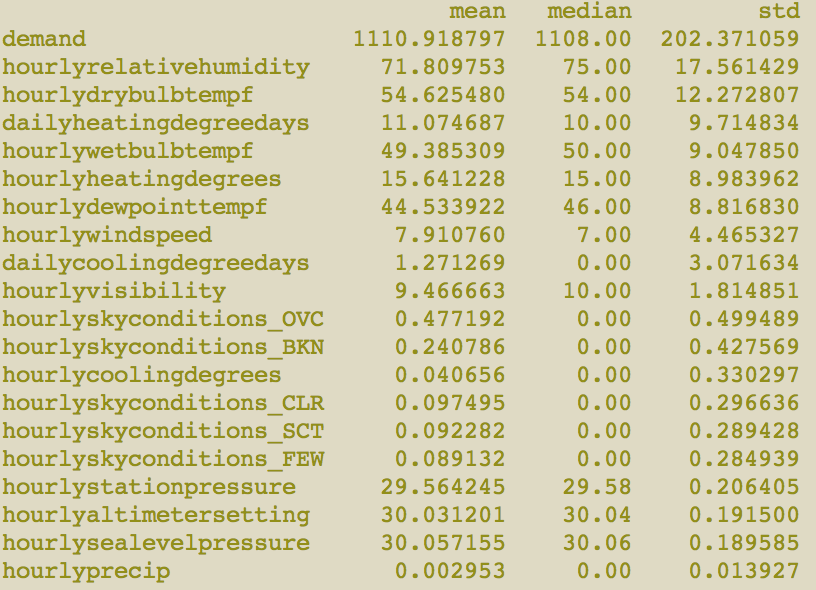 mean median std
demand 1110.918797 1108.00 202.371059
hourlyrelativehumidity 71.809753 75.00 17.561429
hourlydrybulbtempf 54.625480 54.00 12.272807
dailyheatingdegreedays 11.074687 10.00 9.714834
hourlywetbulbtempf 49.385309 50.00 9.047850
hourlyheatingdegrees 15.641228 15.00 8.983962
hourlydewpointtempf 44.533922 46.00 8.816830
hourlywindspeed 7.910760 7.00 4.465327
dailycoolingdegreedays 1.271269 0.00 3.071634
hourlyvisibility 9.466663 10.00 1.814851
hourlyskyconditions_OVC 0.477192 0.00 0.499489
hourlyskyconditions_BKN 0.240786 0.00 0.427569
hourlycoolingdegrees 0.040656 0.00 0.330297
hourlyskyconditions_CLR 0.097495 0.00 0.296636
hourlyskyconditions_SCT 0.092282 0.00 0.289428
hourlyskyconditions_FEW 0.089132 0.00 0.284939
hourlystationpressure 29.564245 29.58 0.206405
hourlyaltimetersetting 30.031201 30.04 0.191500
hourlysealevelpressure 30.057155 30.06 0.189585
hourlyprecip 0.002953 0.00 0.013927